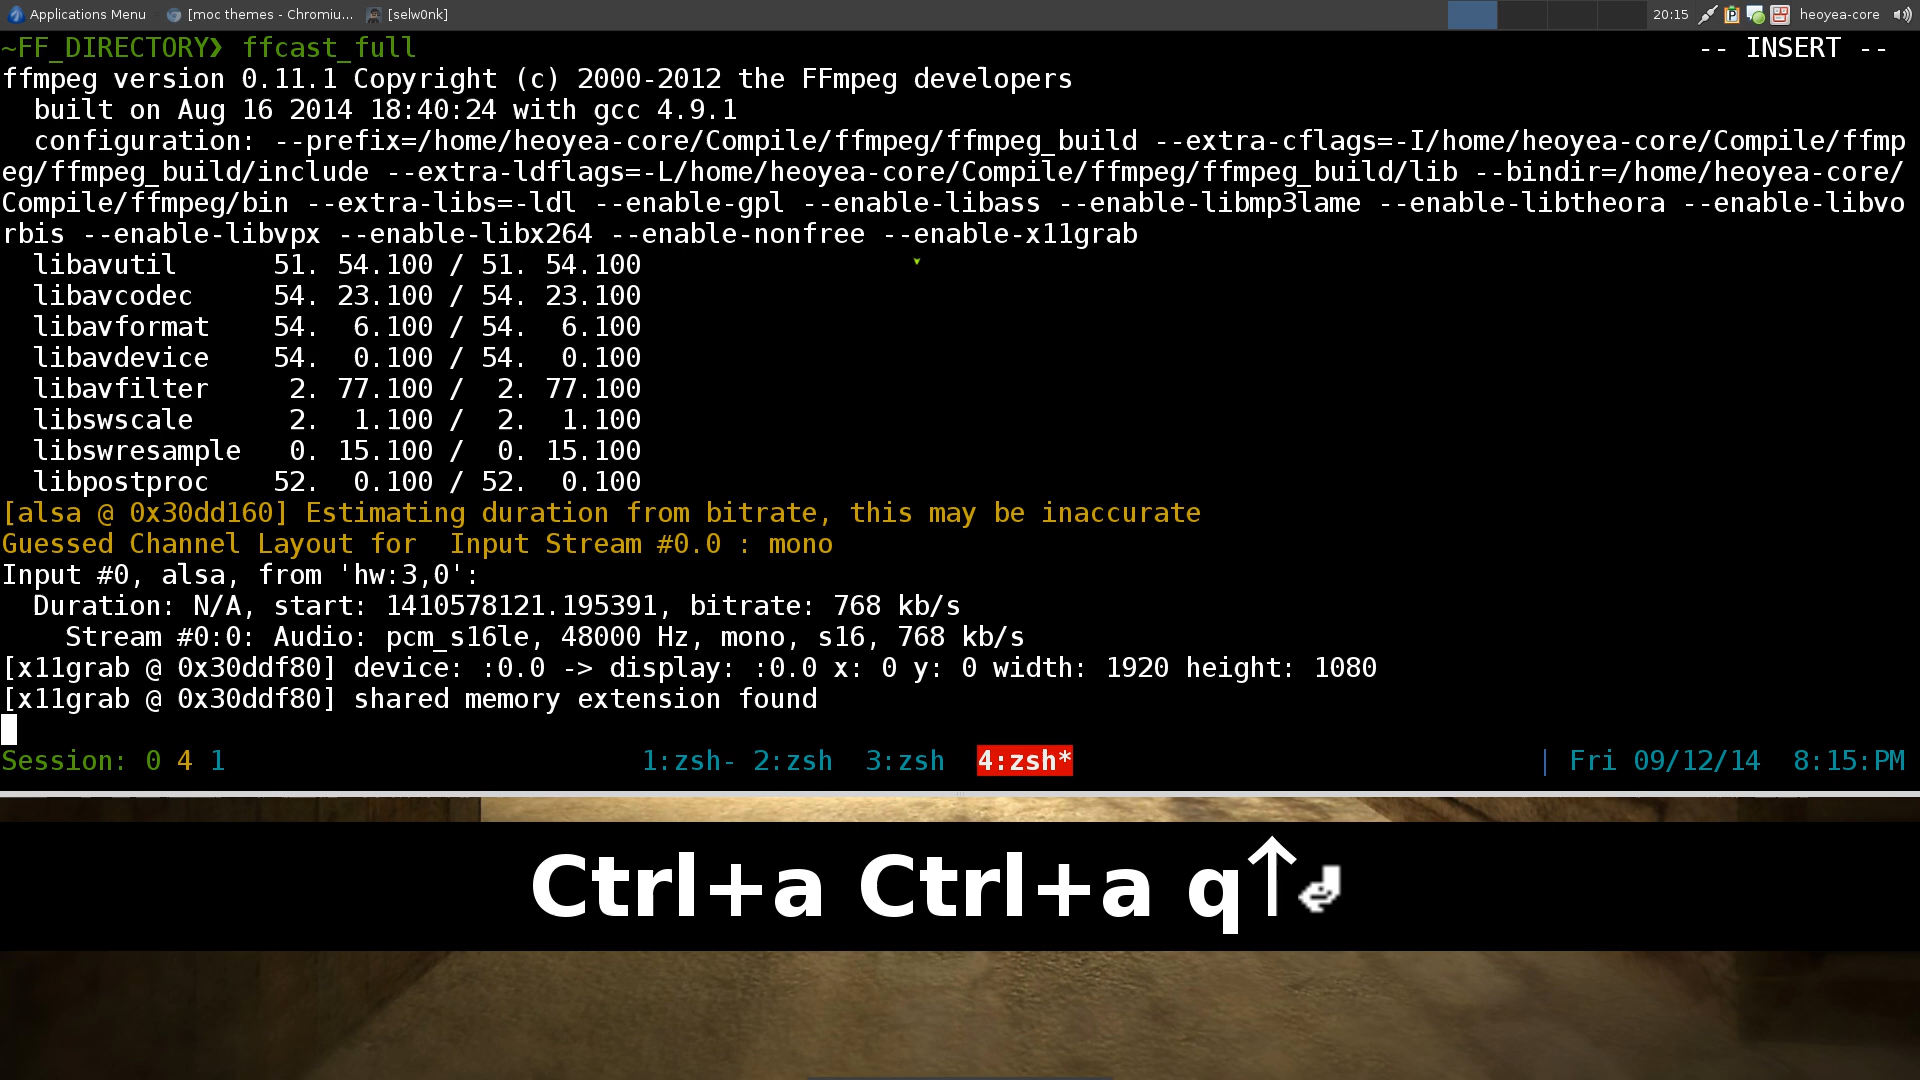 Applications Menu [moc themes - Chromiu... [selw0nk] 20:15 heoyea-core
~FF_DIRECTORY❯ ffcast_full -- INSERT --
ffmpeg version 0.11.1 Copyright (c) 2000-2012 the FFmpeg developers
  built on Aug 16 2014 18:40:24 with gcc 4.9.1
  configuration: --prefix=/home/heoyea-core/Compile/ffmpeg/ffmpeg_build --extra-cflags=-I/home/heoyea-core/Compile/ffmp
eg/ffmpeg_build/include --extra-ldflags=-L/home/heoyea-core/Compile/ffmpeg/ffmpeg_build/lib --bindir=/home/heoyea-core/
Compile/ffmpeg/bin --extra-libs=-ldl --enable-gpl --enable-libass --enable-libmp3lame --enable-libtheora --enable-libvo
rbis --enable-libvpx --enable-libx264 --enable-nonfree --enable-x11grab
  libavutil      51. 54.100 / 51. 54.100
  libavcodec     54. 23.100 / 54. 23.100
  libavformat    54.  6.100 / 54.  6.100
  libavdevice    54.  0.100 / 54.  0.100
  libavfilter     2. 77.100 /  2. 77.100
  libswscale      2.  1.100 /  2.  1.100
  libswresample   0. 15.100 /  0. 15.100
  libpostproc    52.  0.100 / 52.  0.100
[alsa @ 0x30dd160] Estimating duration from bitrate, this may be inaccurate
Guessed Channel Layout for  Input Stream #0.0 : mono
Input #0, alsa, from 'hw:3,0':
  Duration: N/A, start: 1410578121.195391, bitrate: 768 kb/s
    Stream #0:0: Audio: pcm_s16le, 48000 Hz, mono, s16, 768 kb/s
[x11grab @ 0x30ddf80] device: :0.0 -> display: :0.0 x: 0 y: 0 width: 1920 height: 1080
[x11grab @ 0x30ddf80] shared memory extension found
Session: 0 4 1 1:zsh- 2:zsh 3:zsh 4:zsh* | Fri 09/12/14 8:15:PM
Ctrl+a Ctrl+a q↑⏎